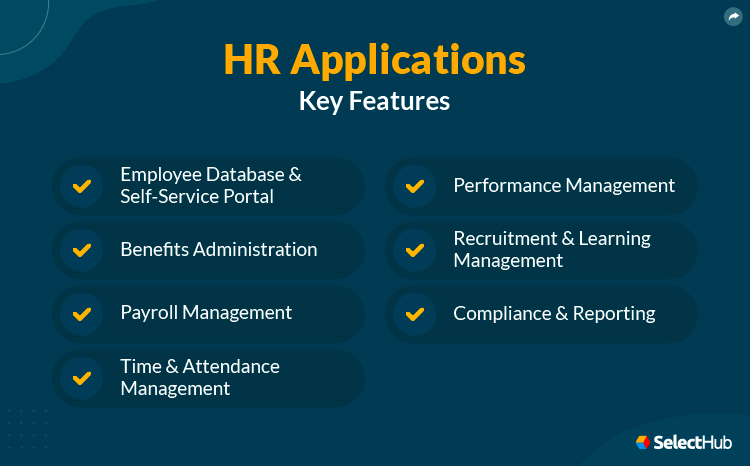 HR Applications
Key Features
Employee Database &
Self-Service Portal
Benefits Administration
Payroll Management
Time & Attendance
Management
Performance Management
Recruitment & Learning
Management
Compliance & Reporting
SelectHub